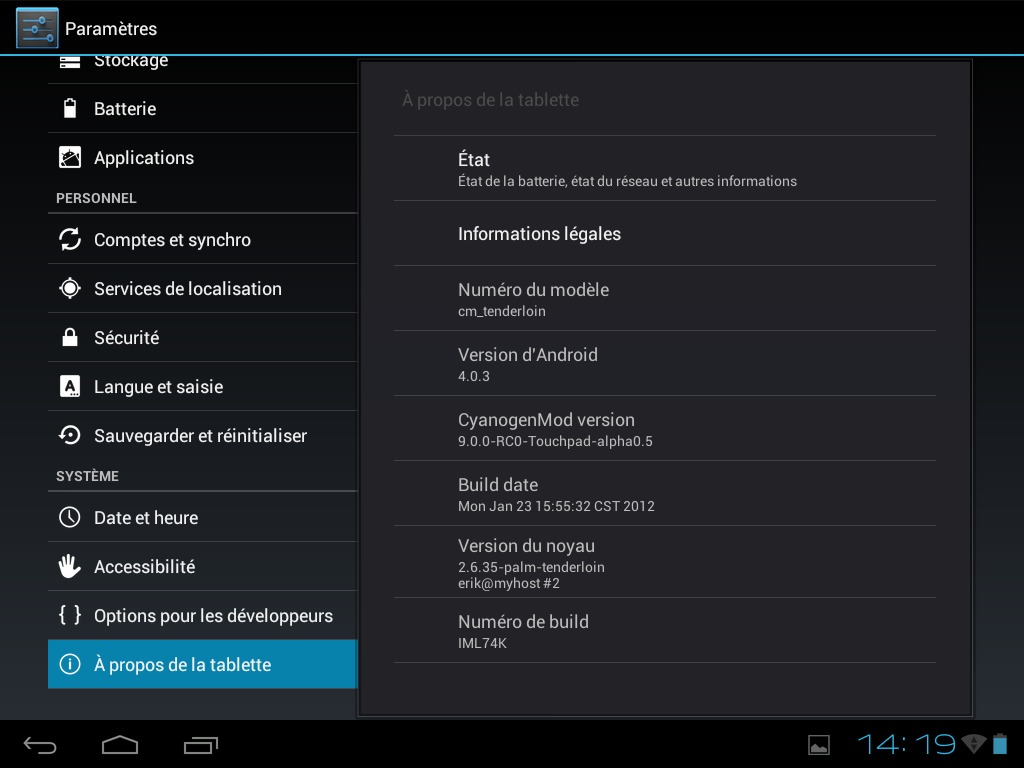 Paramètres
Stockage
Batterie
Applications
PERSONNEL
Comptes et synchro
Services de localisation
Sécurité
Langue et saisie
Sauvegarder et réinitialiser
SYSTÈME
Date et heure
Accessibilité
Options pour les développeurs
À propos de la tablette
À propos de la tablette
État
État de la batterie, état du réseau et autres informations
Informations légales
Numéro du modèle
cm_tenderloin
Version d'Android
4.0.3
CyanogenMod version
9.0.0-RC0-Touchpad-alpha0.5
Build date
Mon Jan 23 15:55:32 CST 2012
Version du noyau
2.6.35-palm-tenderloin
erik@myhost #2
Numéro de build
IML74K
14:19